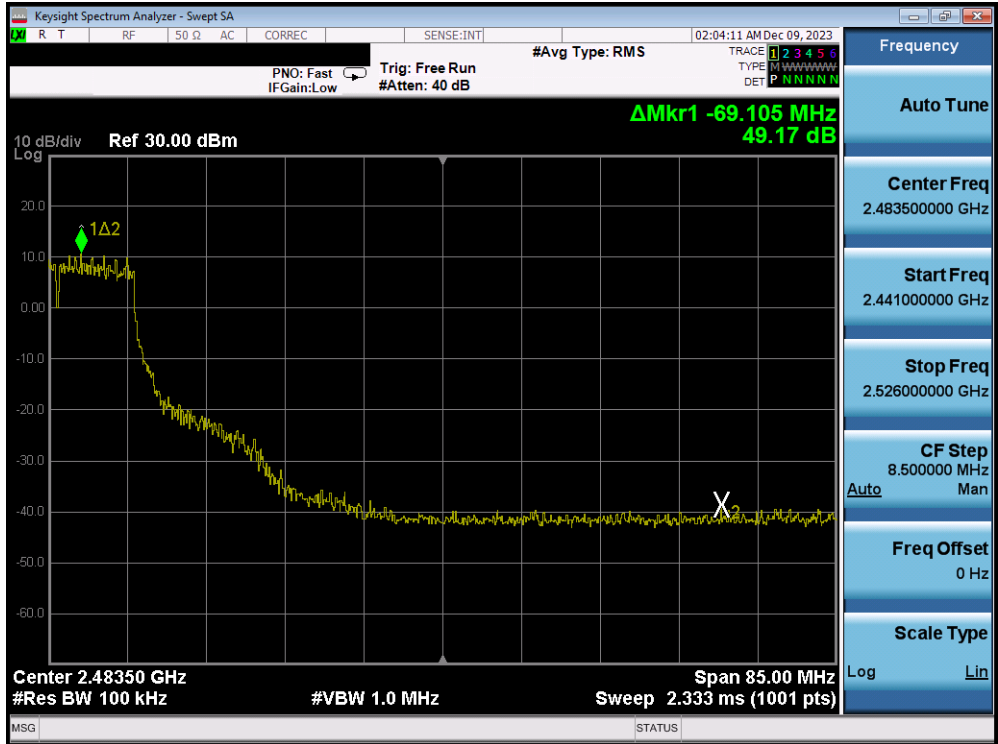 Keysight Spectrum Analyzer - Swept SA
LXI R T RF 50 Ω AC CORREC SENSE:INT 02:04:11 AM Dec 09, 2023
#Avg Type: RMS
TRACE 1 2 3 4 5 6
TYPE M WWWWW
DET P N N N N N
PNO: Fast
IFGain:Low
Trig: Free Run
#Atten: 40 dB
ΔMkr1 -69.105 MHz
49.17 dB
10 dB/div Ref 30.00 dBm
Log
20.0
1Δ2
10.0
0.00
-10.0
-20.0
-30.0
-40.0
X2
-50.0
-60.0
Center 2.48350 GHz Span 85.00 MHz
#Res BW 100 kHz #VBW 1.0 MHz Sweep 2.333 ms (1001 pts)
MSG STATUS
Frequency
Auto Tune
Center Freq
2.483500000 GHz
Start Freq
2.441000000 GHz
Stop Freq
2.526000000 GHz
CF Step
8.500000 MHz
Auto Man
Freq Offset
0 Hz
Scale Type
Log Lin